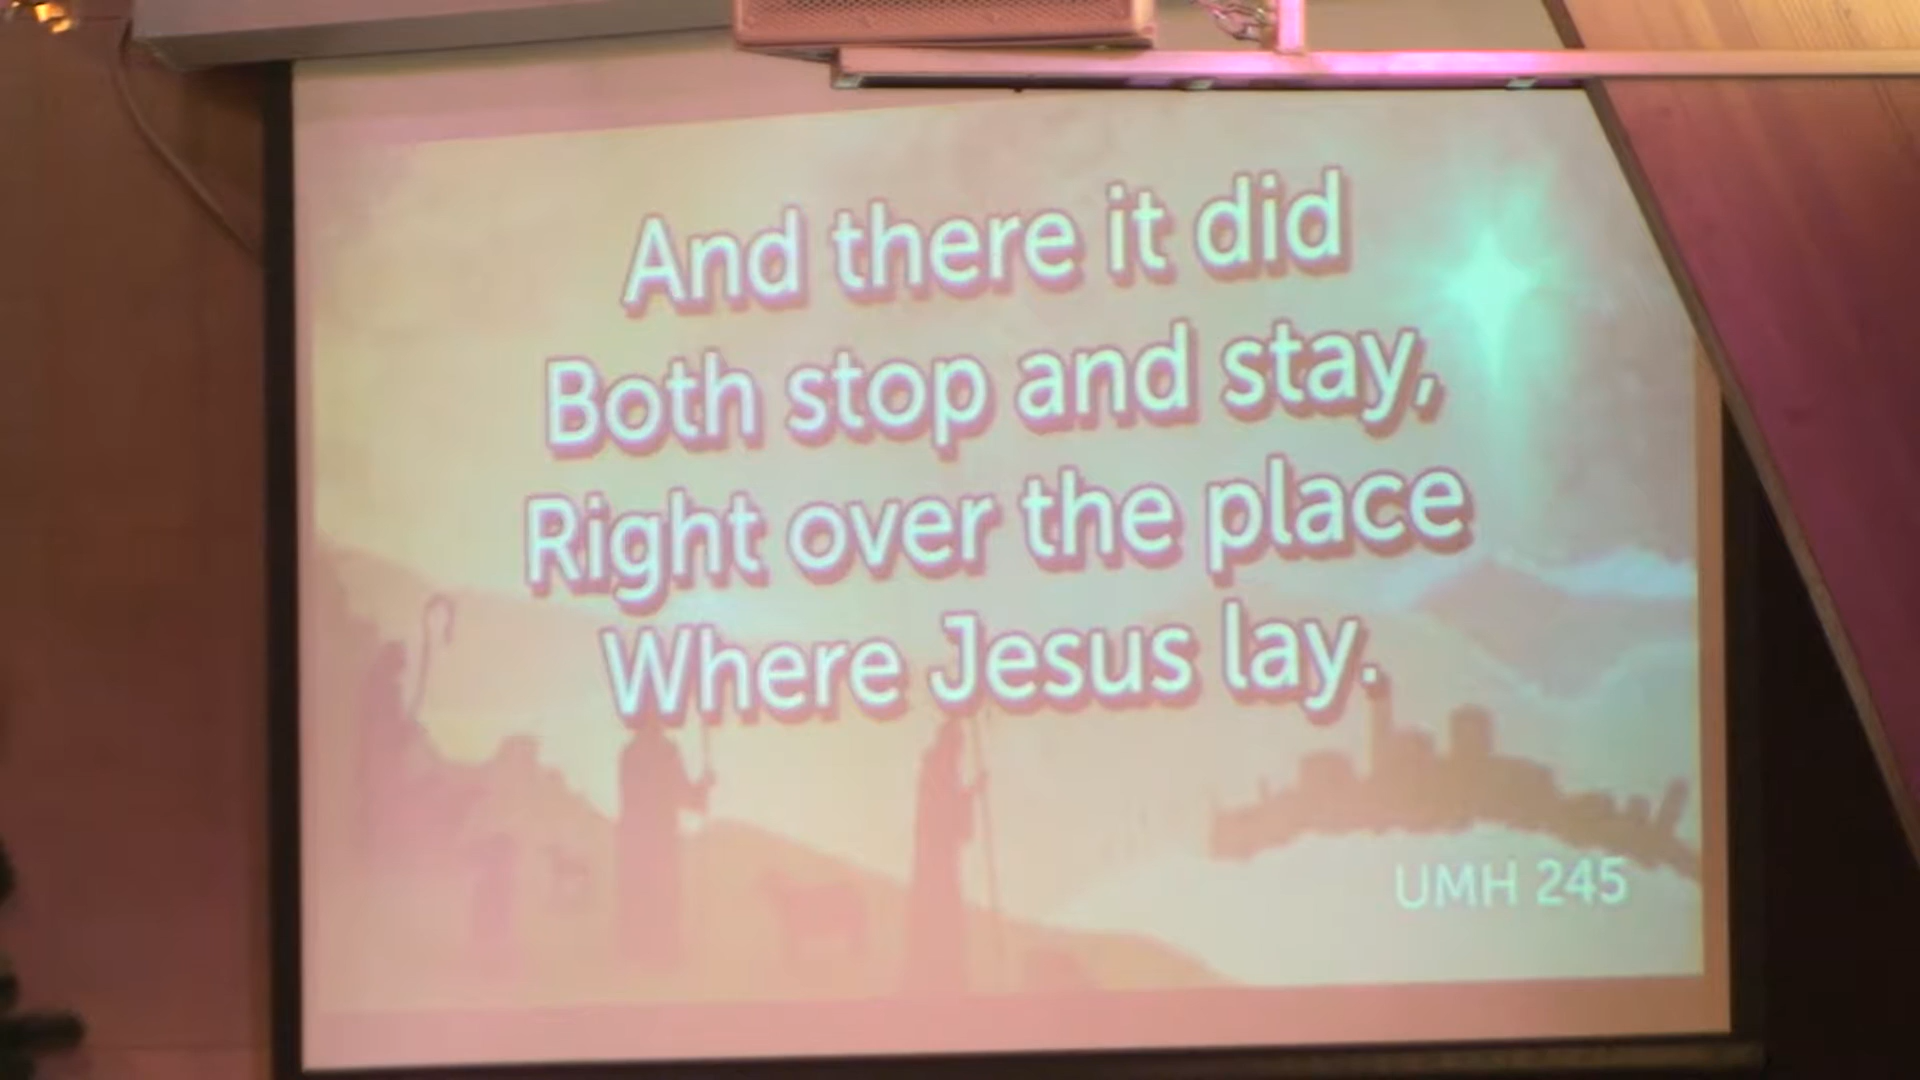 And there it did
Both stop and stay,
Right over the place
Where Jesus lay.
UMH 245